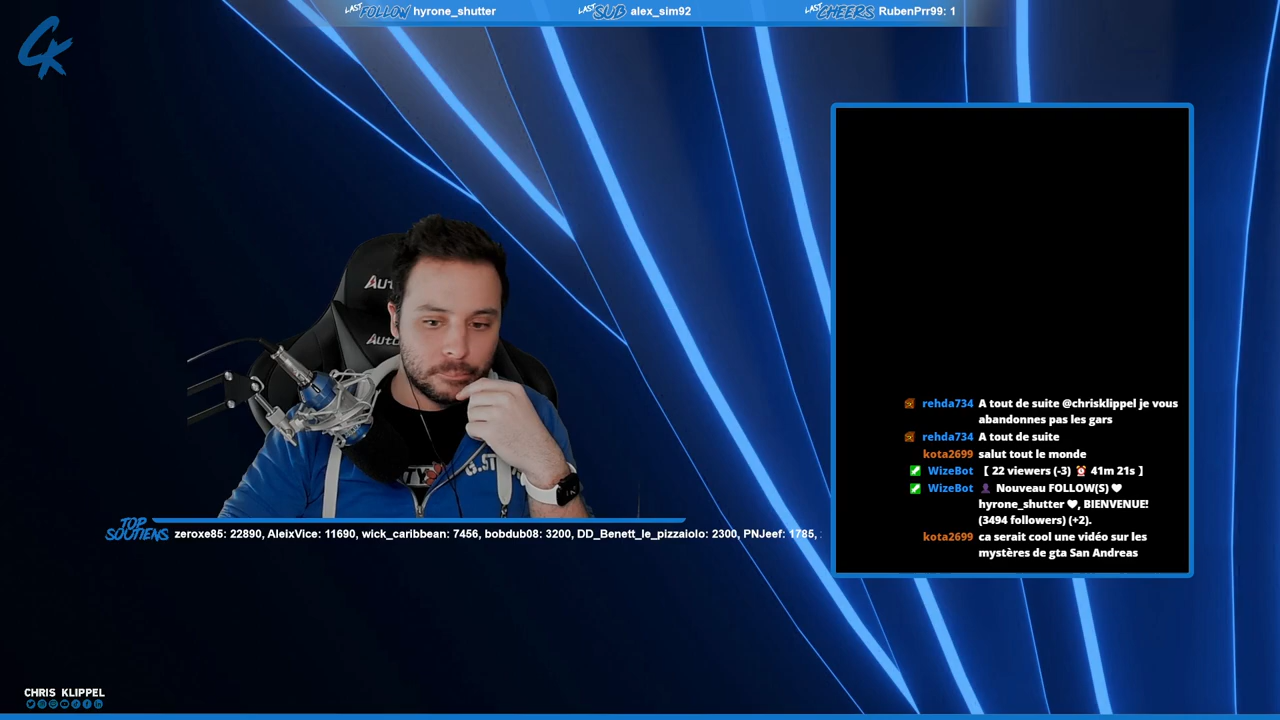 LAST FOLLOW hyrone_shutter LAST SUB alex_sim92 LAST CHEERS RubenPrr99: 1
CK
rehda734 A tout de suite @chrisklippel je vous
abandonnes pas les gars
rehda734 A tout de suite
kota2699 salut tout le monde
WizeBot 【 22 viewers (-3) ⏰ 41m 21s 】
WizeBot 👤 Nouveau FOLLOW(S) ❤
hyrone_shutter ❤, BIENVENUE!
(3494 followers) (+2).
kota2699 ca serait cool une vidéo sur les
mystères de gta San Andreas
TOP
SOUTIENS zeroxe85: 22890, AleixVice: 11690, wick_caribbean: 7456, bobdub08: 3200, DD_Benett_le_pizzaiolo: 2300, PNJeef: 1785,
CHRIS KLIPPEL